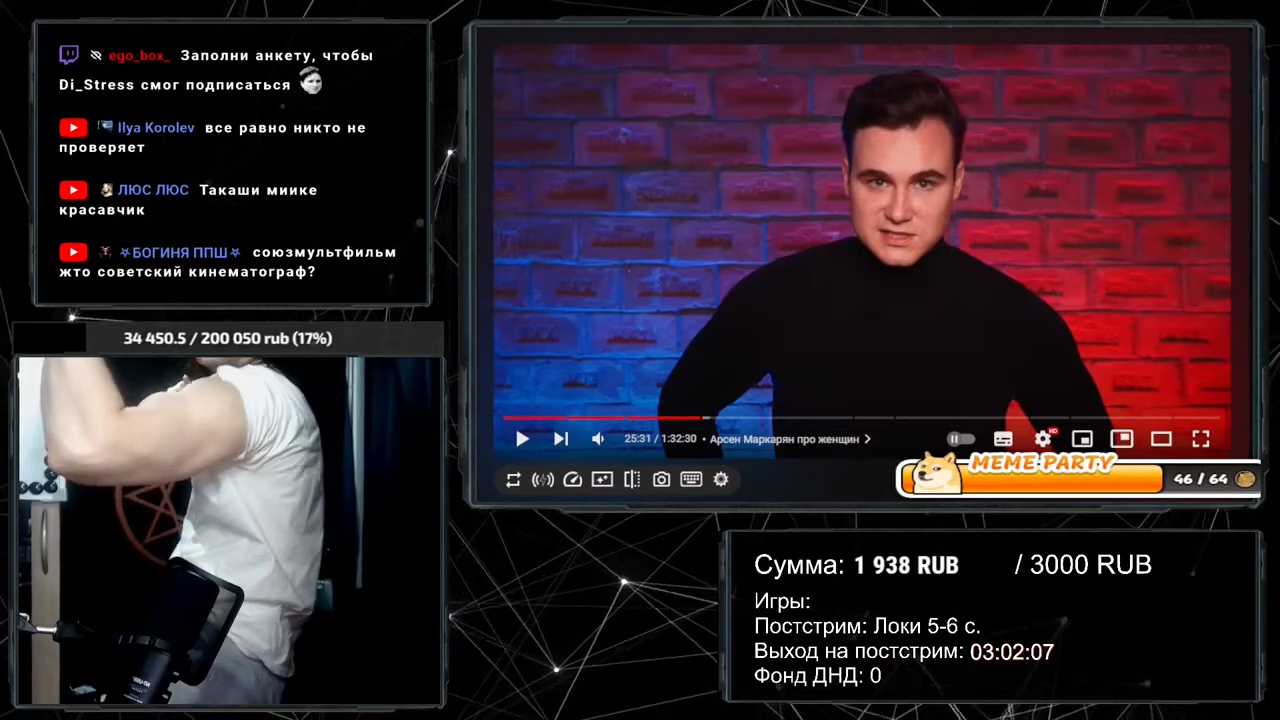 ego_box_ Заполни анкету, чтобы
Di_Stress смог подписаться
Ilya Korolev все равно никто не
проверяет
ЛЮС ЛЮС Такаши миике
красавчик
БОГИНЯ ППШ союзмультфильм
жто советский кинематограф?
34 450.5 / 200 050 rub (17%)
25:31 / 1:32:30 • Арсен Маркарян про женщин
HD
MEME PARTY
46 / 64
Сумма: 1 938 RUB / 3000 RUB
Игры:
Постстрим: Локи 5-6 с.
Выход на постстрим: 03:02:07
Фонд ДНД: 0